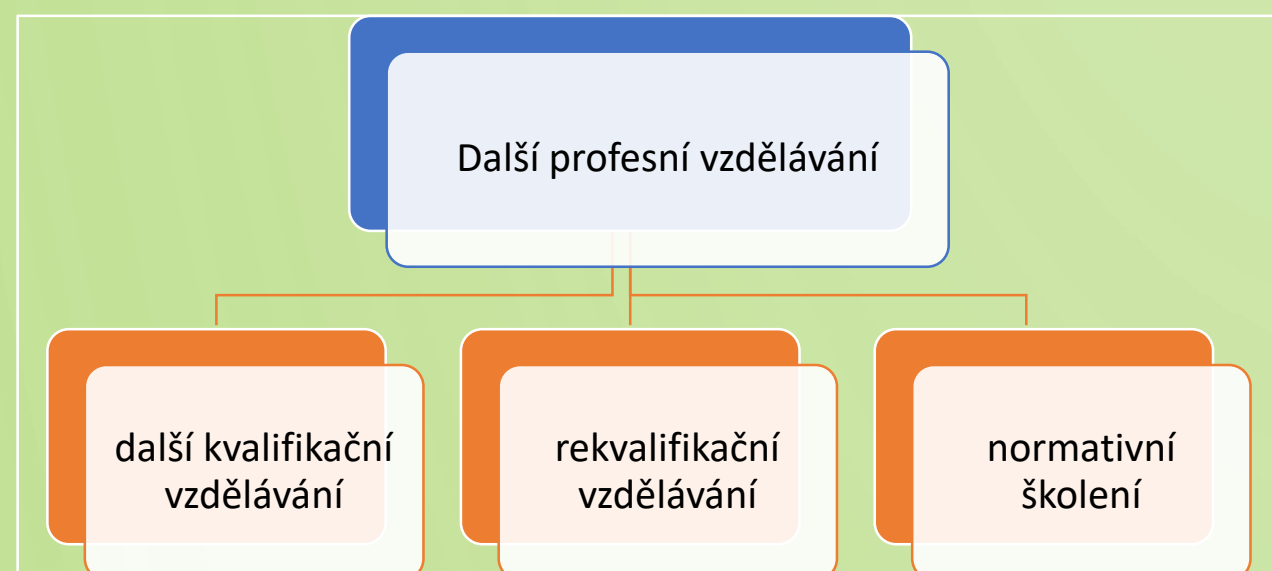 Další profesní vzdělávání
další kvalifikační
vzdělávání
rekvalifikační
vzdělávání
normativní
školení